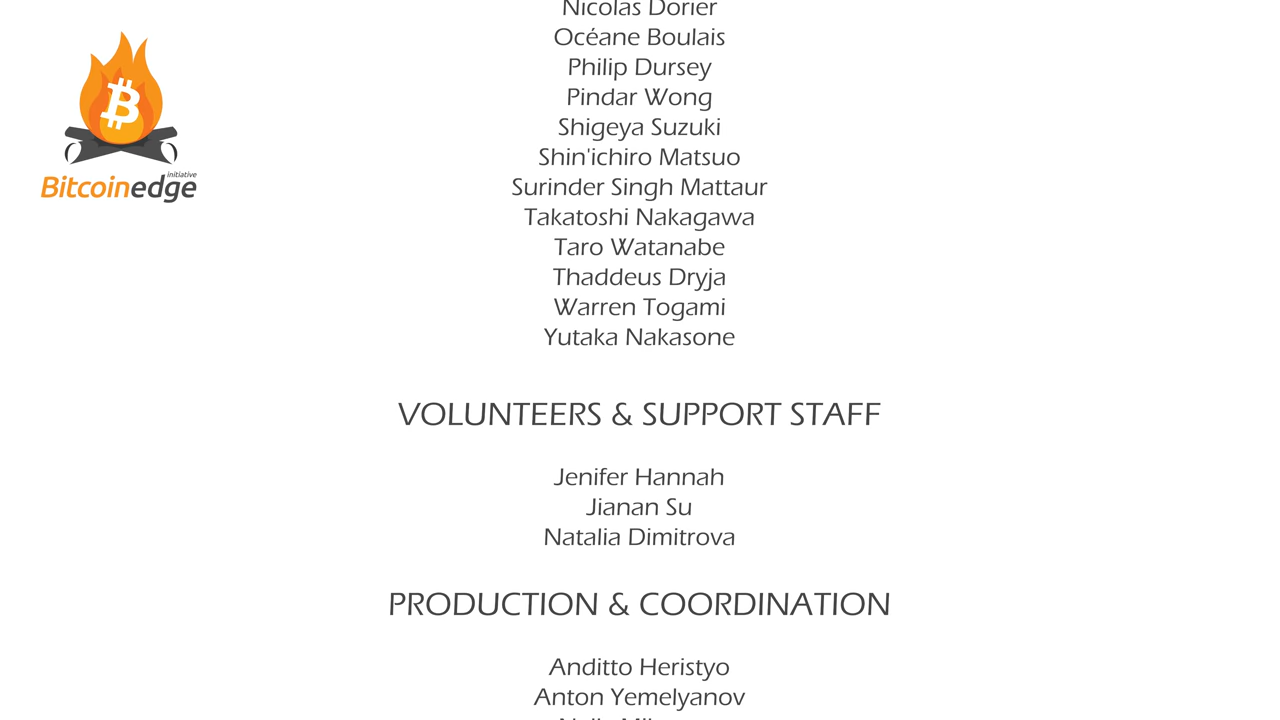 Nicolas Dorier
Océane Boulais
Philip Dursey
Pindar Wong
Shigeya Suzuki
Shin'ichiro Matsuo
Surinder Singh Mattaur
Takatoshi Nakagawa
Taro Watanabe
Thaddeus Dryja
Warren Togami
Yutaka Nakasone
initiative
Bitcoinedge
VOLUNTEERS & SUPPORT STAFF
Jenifer Hannah
Jianan Su
Natalia Dimitrova
PRODUCTION & COORDINATION
Anditto Heristyo
Anton Yemelyanov